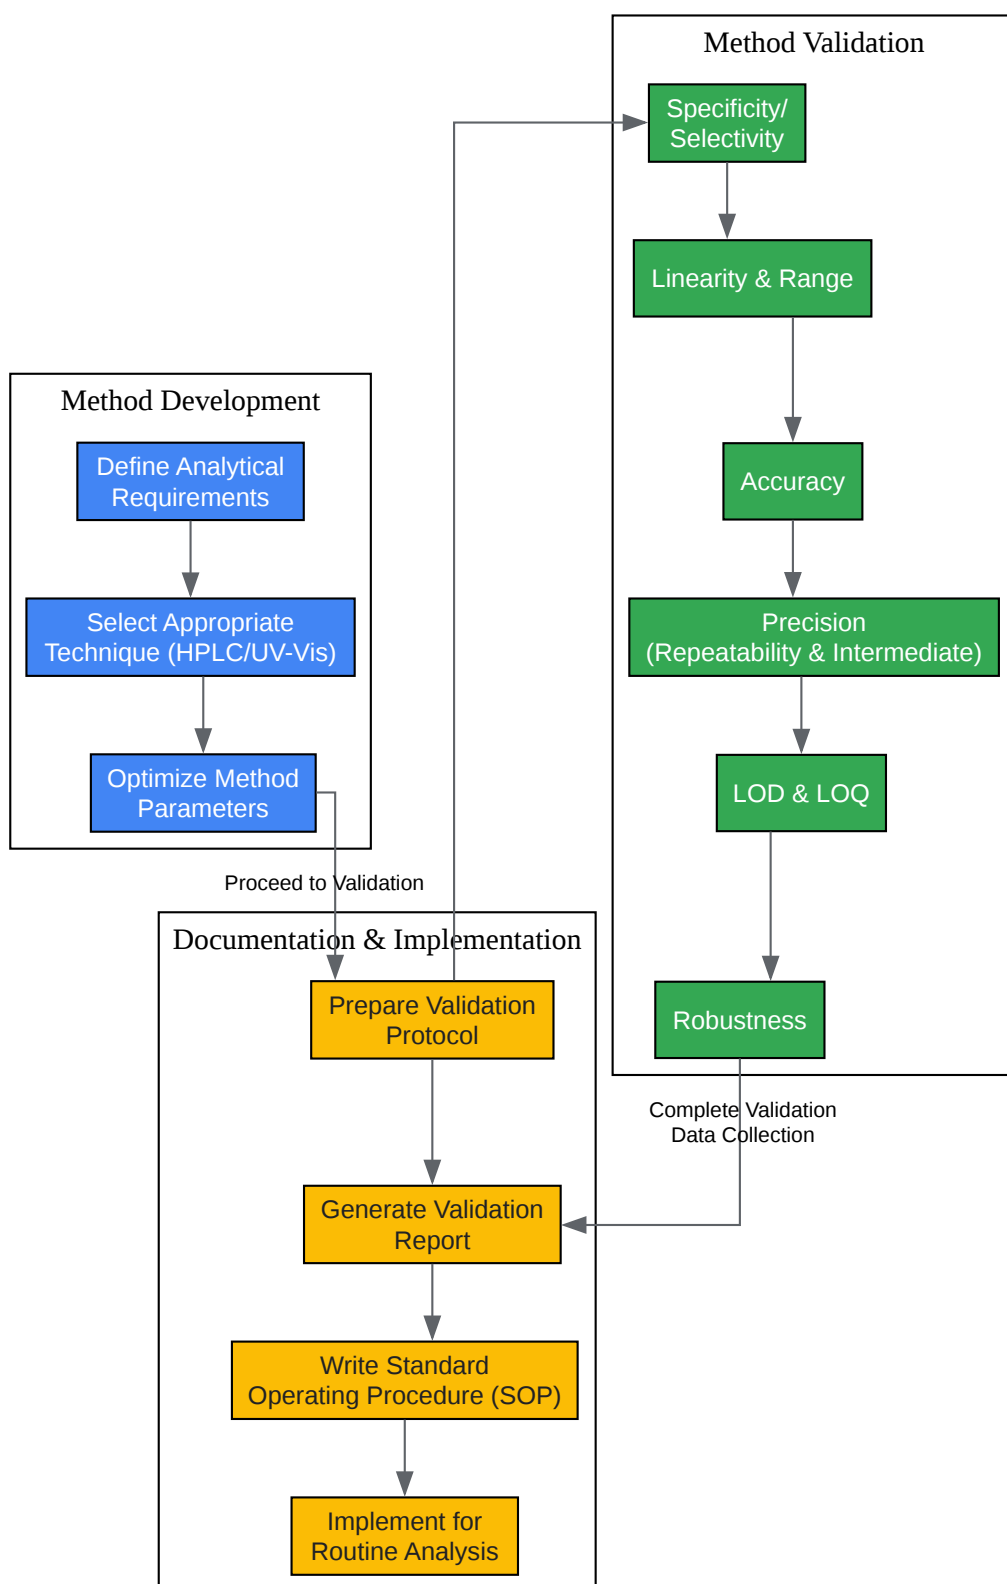 Method Validation
Specificity/
Selectivity
Linearity & Range
Accuracy
Precision
(Repeatability & Intermediate)
LOD & LOQ
Robustness
Complete Validation
Data Collection
Method Development
Define Analytical
Requirements
Select Appropriate
Technique (HPLC/UV-Vis)
Optimize Method
Parameters
Proceed to Validation
Documentation & Implementation
Prepare Validation
Protocol
Generate Validation
Report
Write Standard
Operating Procedure (SOP)
Implement for
Routine Analysis